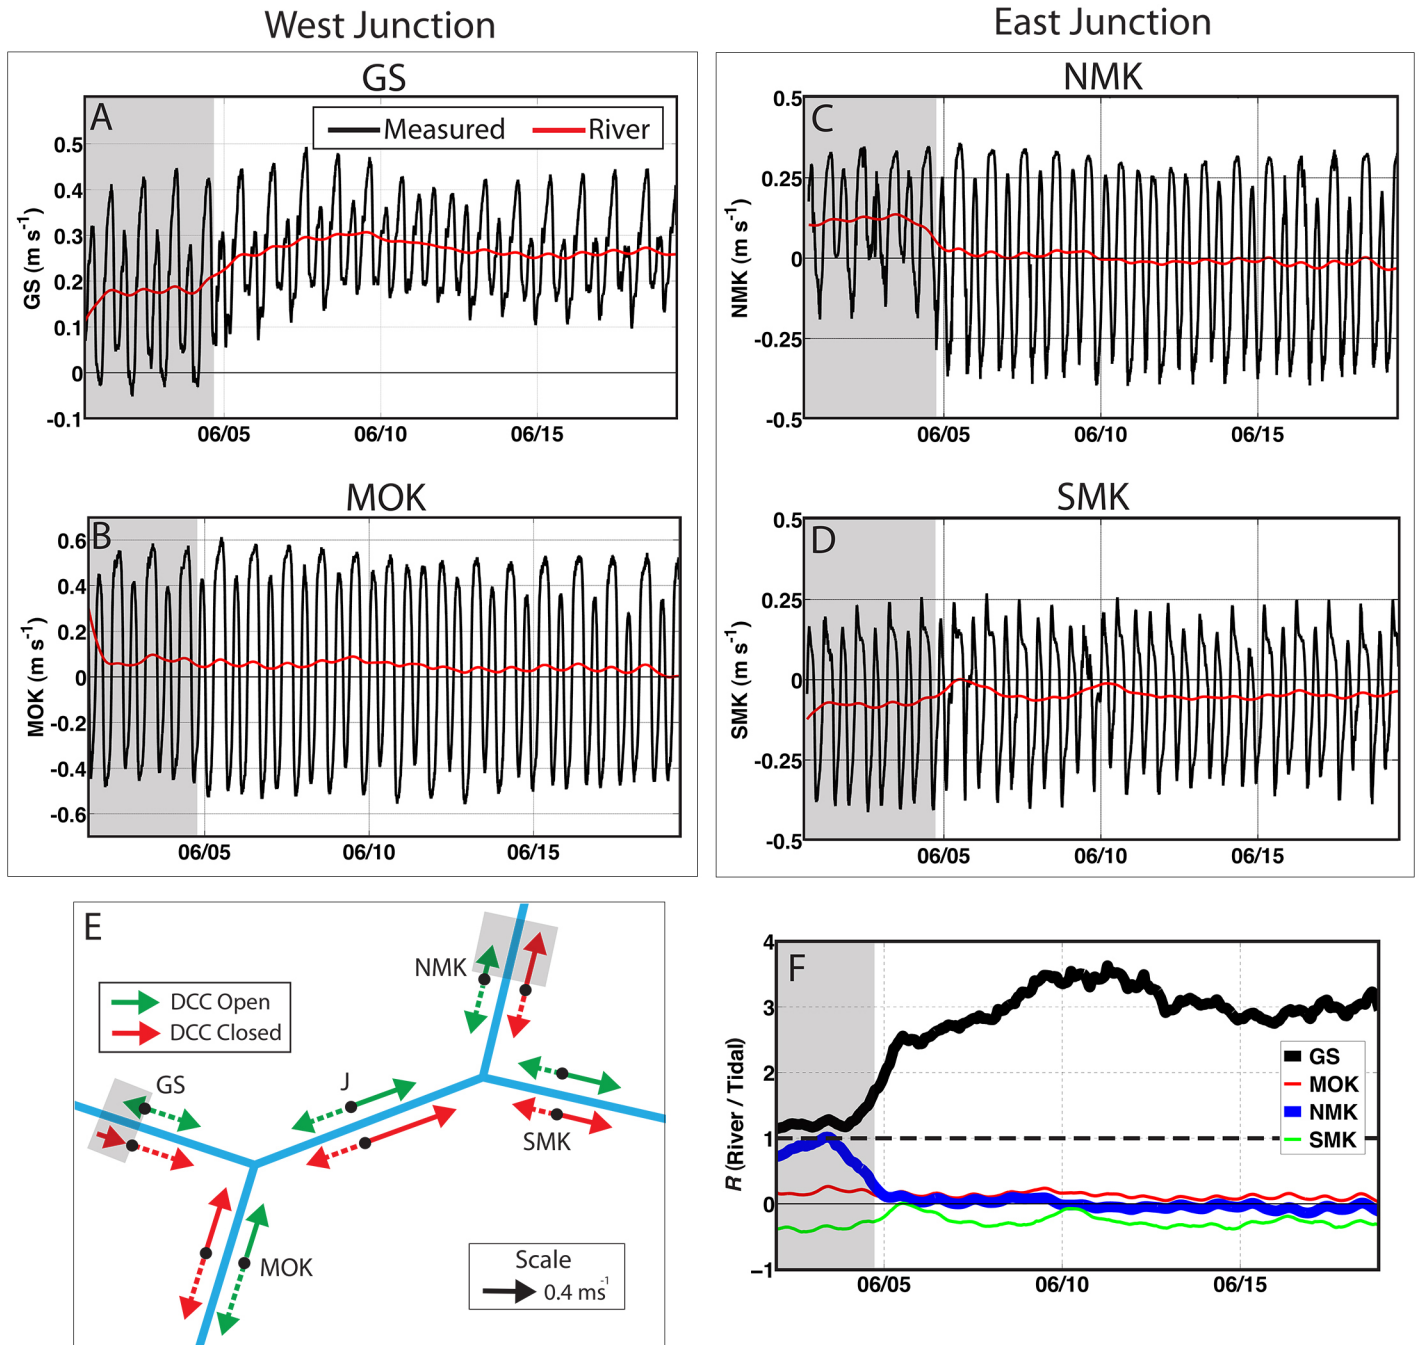 West Junction
East Junction
GS
A
Measured
River
0.5
0.4
0.3
0.2
0.1
0
-0.1
GS (m s-1)
06/05
06/10
06/15
NMK
C
0.5
0.25
0
-0.25
-0.5
NMK (m s-1)
06/05
06/10
06/15
MOK
B
0.6
0.4
0.2
0
-0.2
-0.4
-0.6
MOK (m s-1)
06/05
06/10
06/15
SMK
D
0.5
0.25
0
-0.25
-0.5
SMK (m s-1)
06/05
06/10
06/15
E
NMK
DCC Open
DCC Closed
GS
J
SMK
MOK
Scale
0.4 ms-1
F
4
3
2
1
0
−1
R (River / Tidal)
GS
MOK
NMK
SMK
06/05
06/10
06/15